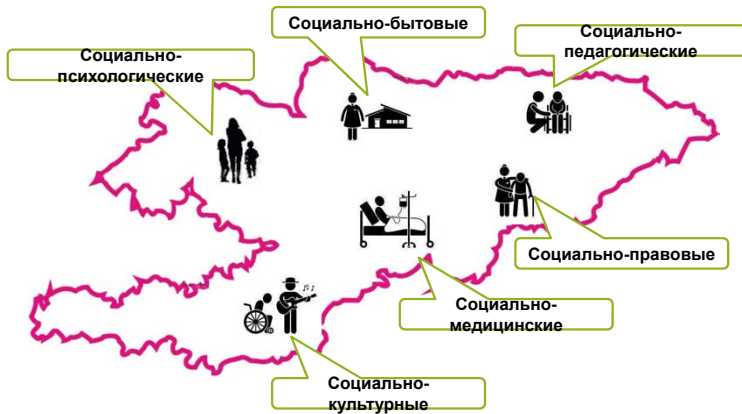 Социально-бытовые
Социально-
педагогические
Социально-
психологические
Социально-правовые
Социально-
медицинские
Социально-
культурные